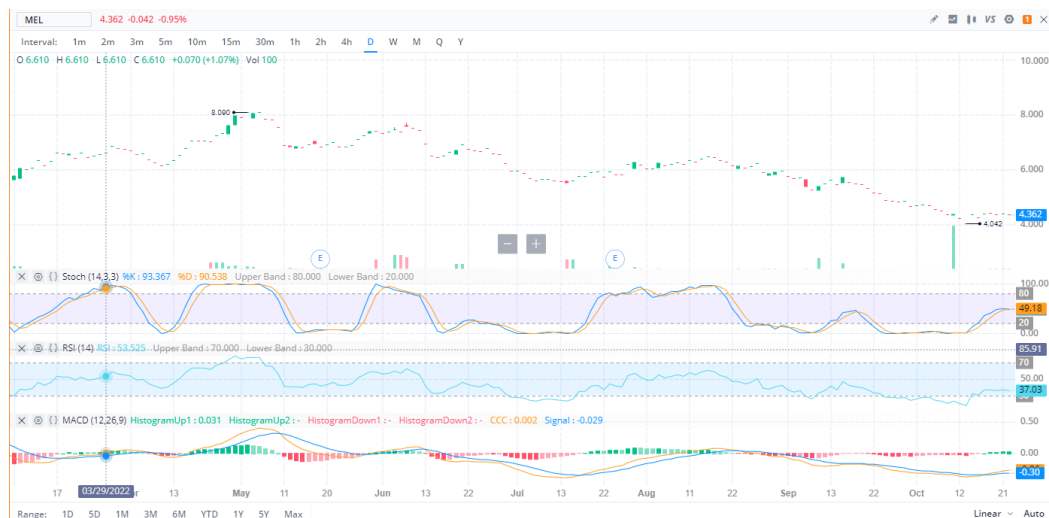 MEL 4.362 -0.042 -0.95% VS 1
Interval: 1m 2m 3m 5m 10m 15m 30m 1h 2h 4h D W M Q Y
O 6.610 H 6.610 L 6.610 C 6.610 +0.070 (+1.07%) Vol 100
10.000
8.090
8.000
6.000
4.362
4.042
4.000
E E
Stoch (14,3,3) %K : 93.367 %D : 90.538 Upper Band : 80.000 Lower Band : 20.000
100.00
80
49.18
20
0.00
RSI (14) RSI : 53.525 Upper Band : 70.000 Lower Band : 30.000
85.91
70
50.00
37.03
MACD (12,26,9) HistogramUp1 : 0.031 HistogramUp2 : - HistogramDown1 : - HistogramDown2 : - CCC : 0.002 Signal : -0.029
0.50
0.00
-0.30
17 03/29/2022 13 May 11 20 Jun 13 22 Jul 13 22 Aug 11 22 Sep 13 22 Oct 12 21
Range: 1D 5D 1M 3M 6M YTD 1Y 5Y Max Linear Auto